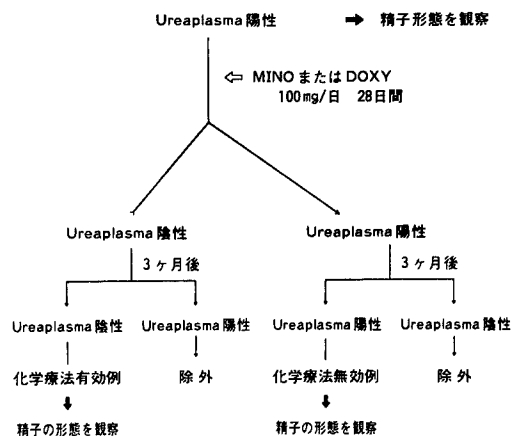 Ureaplasma 陽性 ➡ 精子形態を観察
⇦ MINO または DOXY
100mg/日 28日間
Ureaplasma 陰性 Ureaplasma 陽性
3ヶ月後 3ヶ月後
Ureaplasma 陰性 Ureaplasma 陽性 Ureaplasma 陽性 Ureaplasma 陰性
化学療法有効例 除外 化学療法無効例 除外
精子の形態を観察 精子の形態を観察